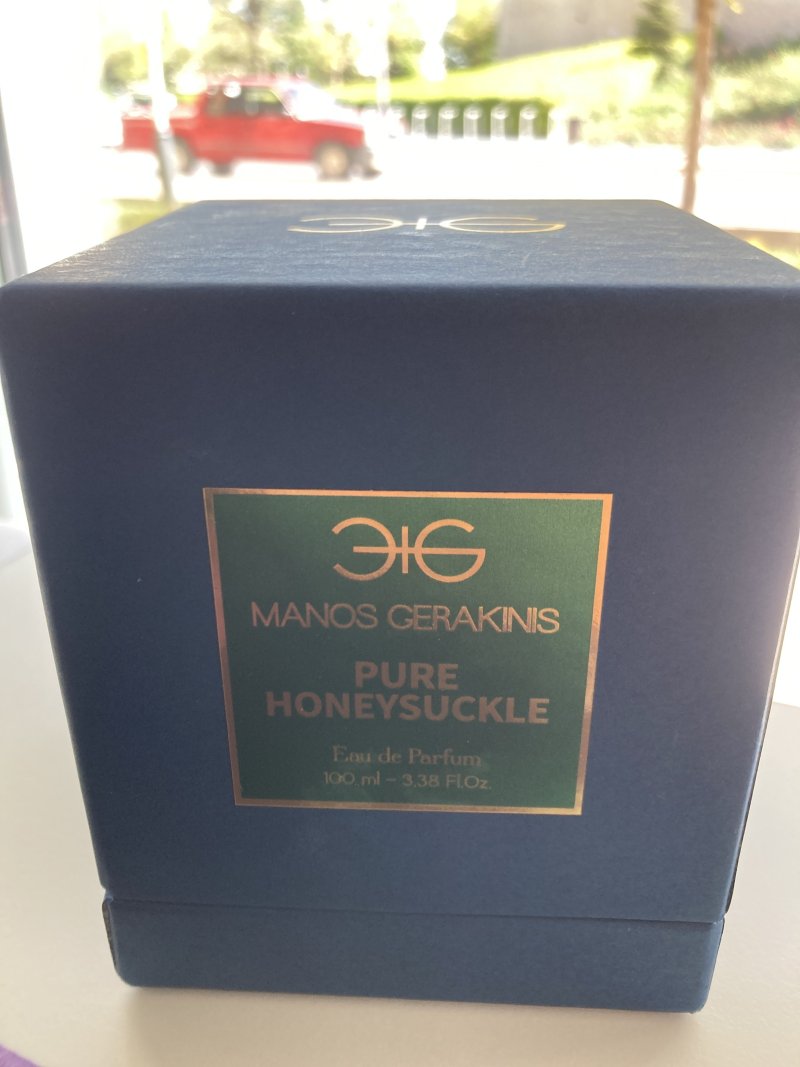 MANOS GERAKINIS
PURE
HONEYSUCKLE
Eau de Parfum
100 ml – 3.38 Fl.Oz.